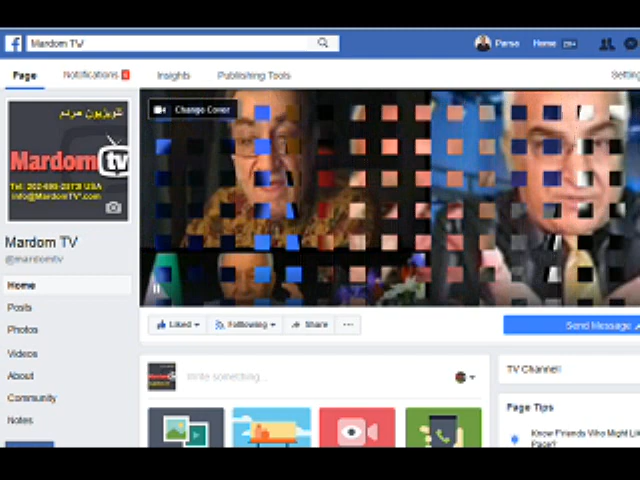 Mardom TV
Parsa
Home
Page
Notifications
Insights
Publishing Tools
Setting
Change Cover
تلویزیون مردم
Mardom tv
info@MardomTV.com
Mardom TV
@mardomtv
Home
Posts
Photos
Videos
About
Community
Notes
Liked
Following
Share
Send Message
Write something...
TV Channel
Page Tips
Know Friends Who Might Lik
Page?